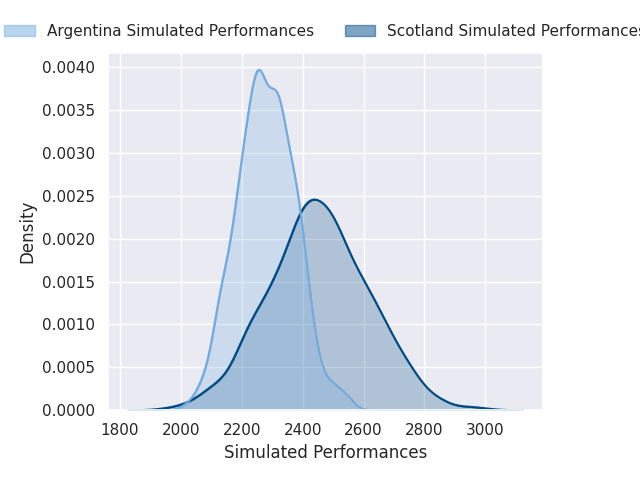 Argentina Simulated Performances Scotland Simulated Performances
0.0040
0.0035
0.0030
0.0025
0.0020
0.0015
0.0010
0.0005
0.0000
Density
1800 2000 2200 2400 2600 2800 3000
Simulated Performances